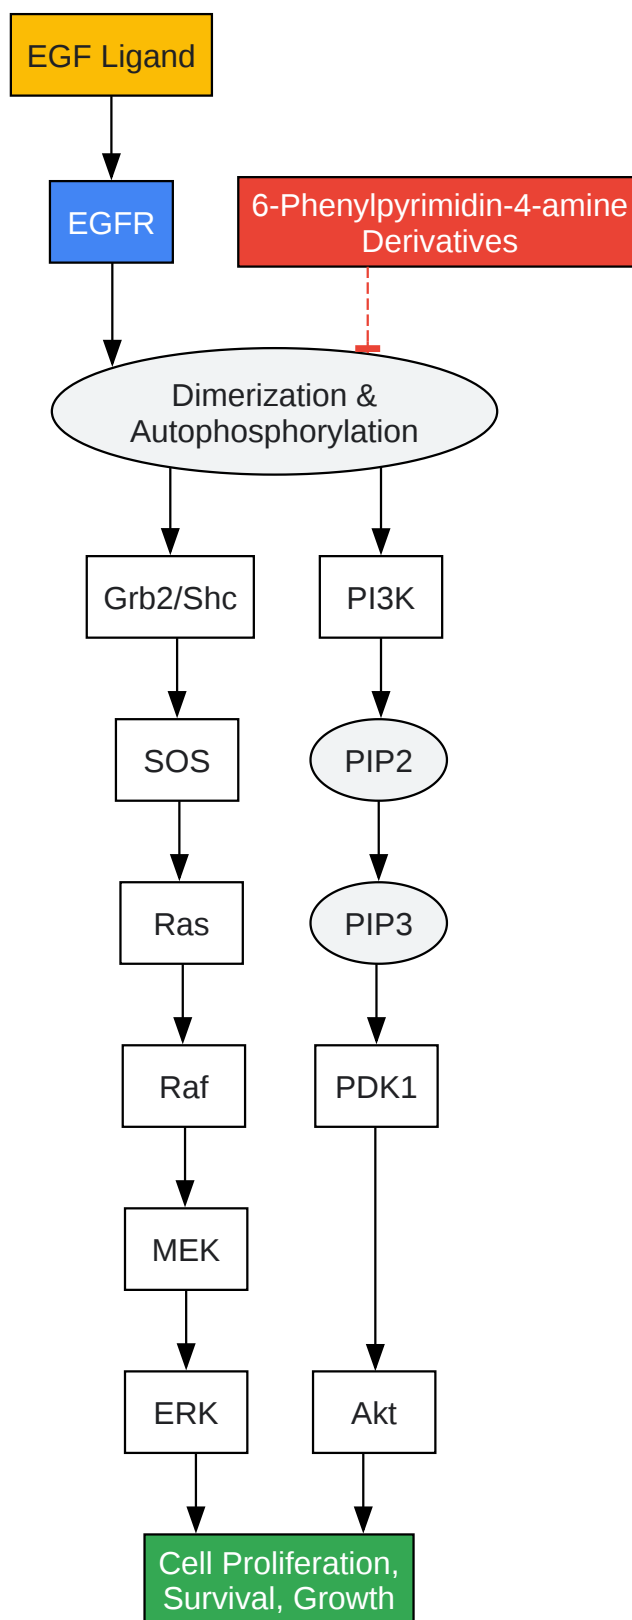 EGF Ligand
EGFR
6-Phenylpyrimidin-4-amine
Derivatives
Dimerization &
Autophosphorylation
Grb2/Shc
PI3K
SOS
PIP2
Ras
PIP3
Raf
PDK1
MEK
ERK
Akt
Cell Proliferation,
Survival, Growth